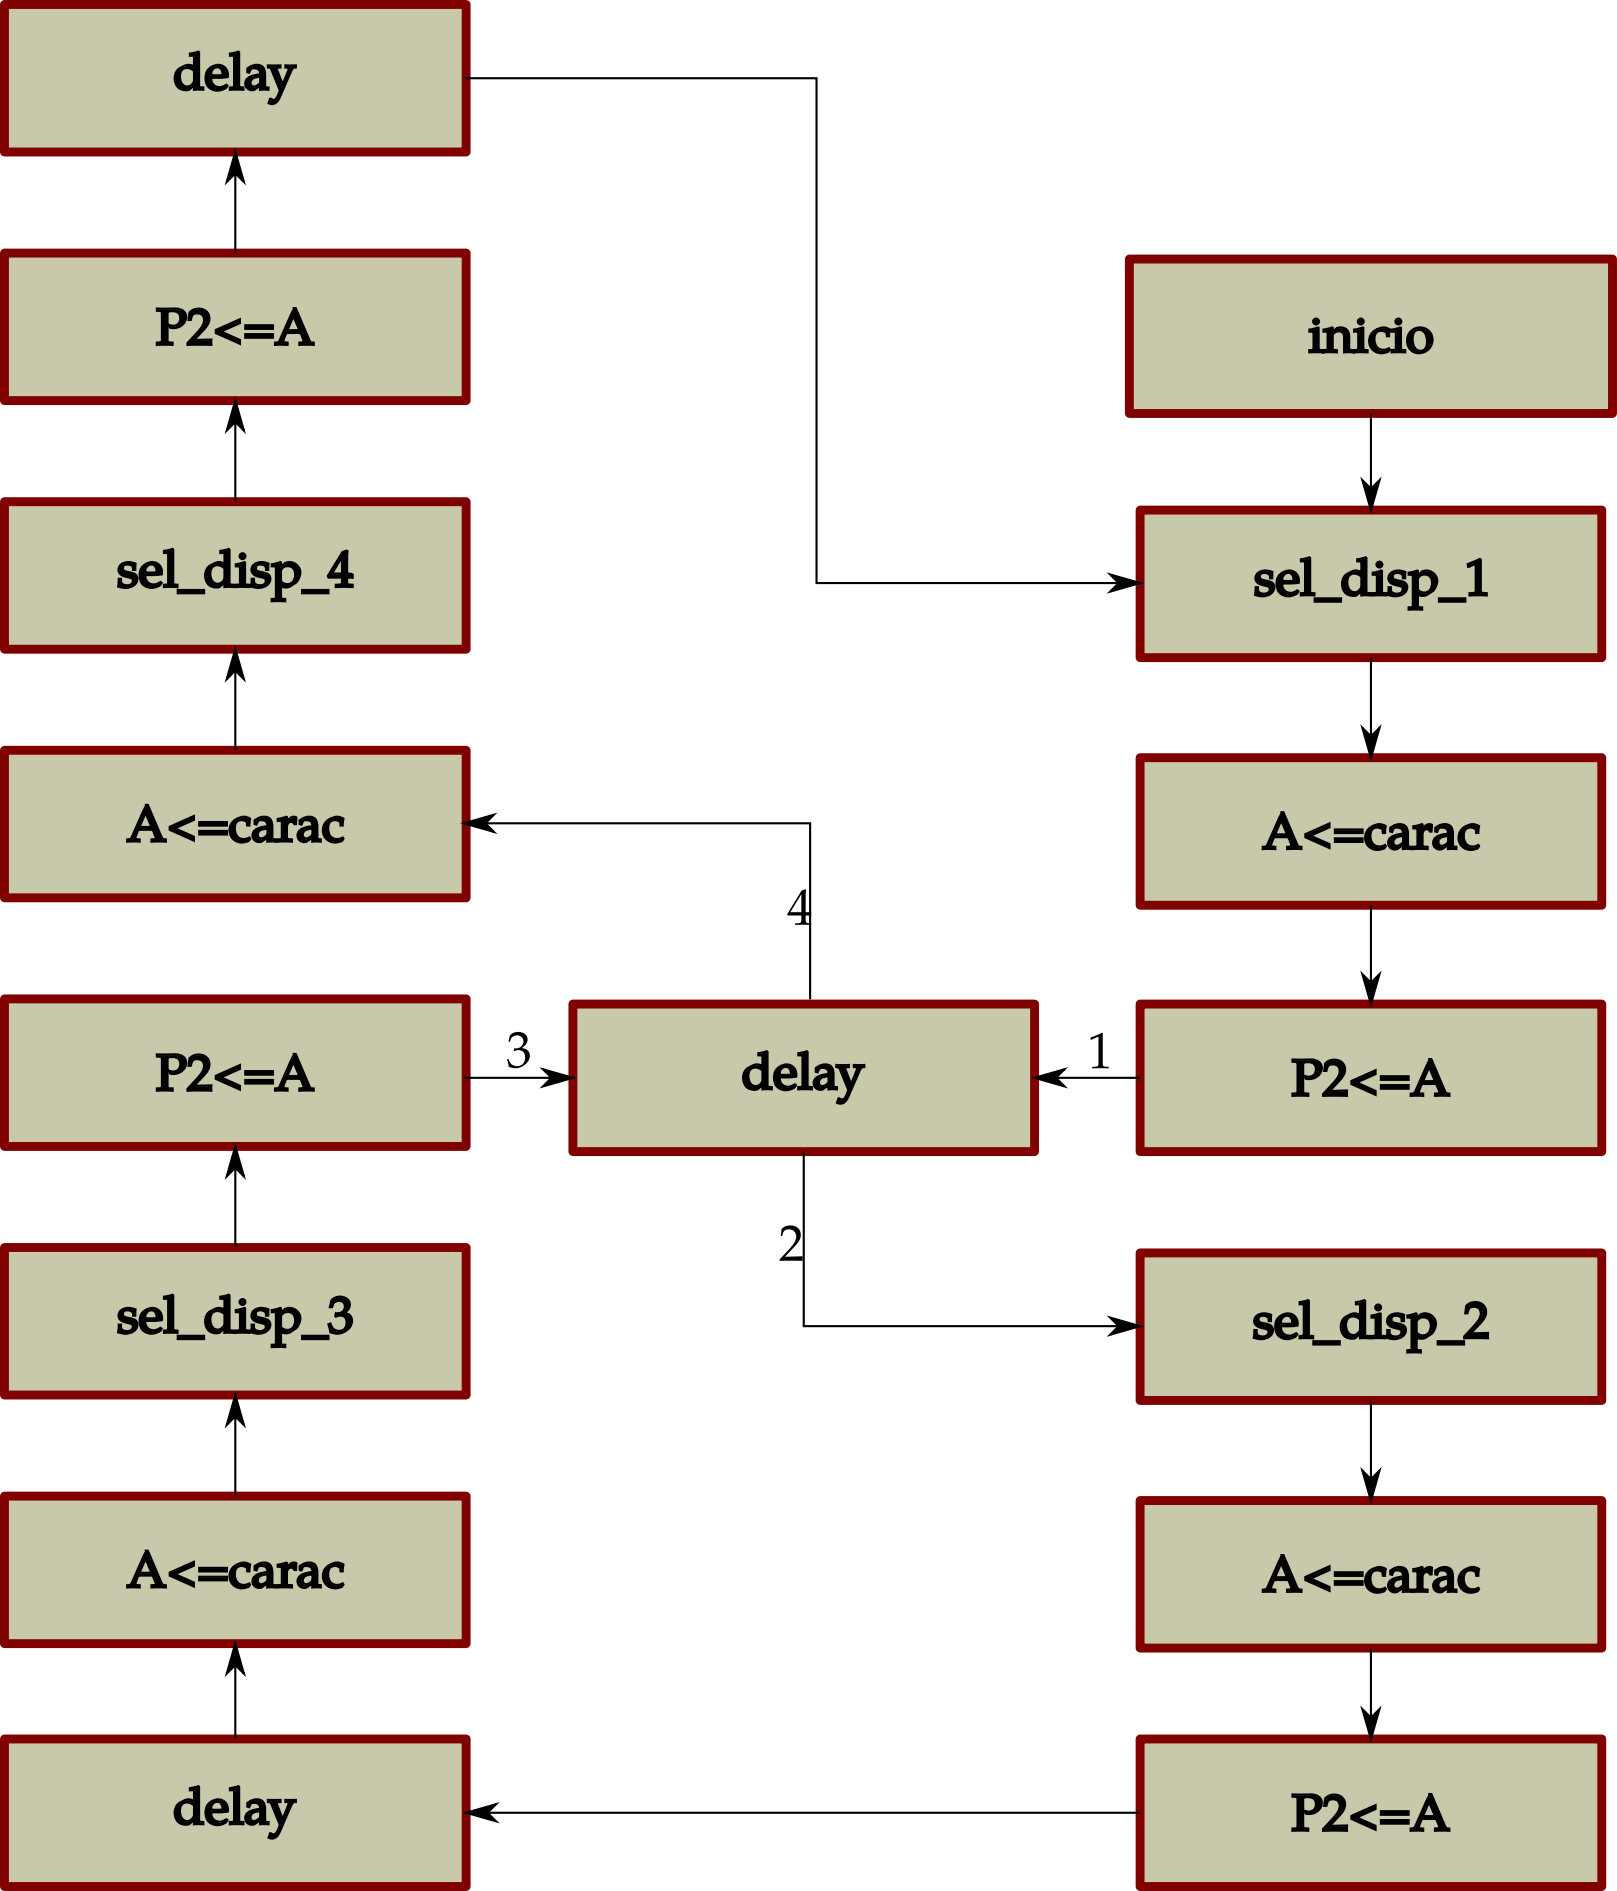 delay
P2<=A
inicio
sel_disp_4
sel_disp_1
A<=carac
A<=carac
4
P2<=A
3
delay
1
P2<=A
2
sel_disp_3
sel_disp_2
A<=carac
A<=carac
delay
P2<=A